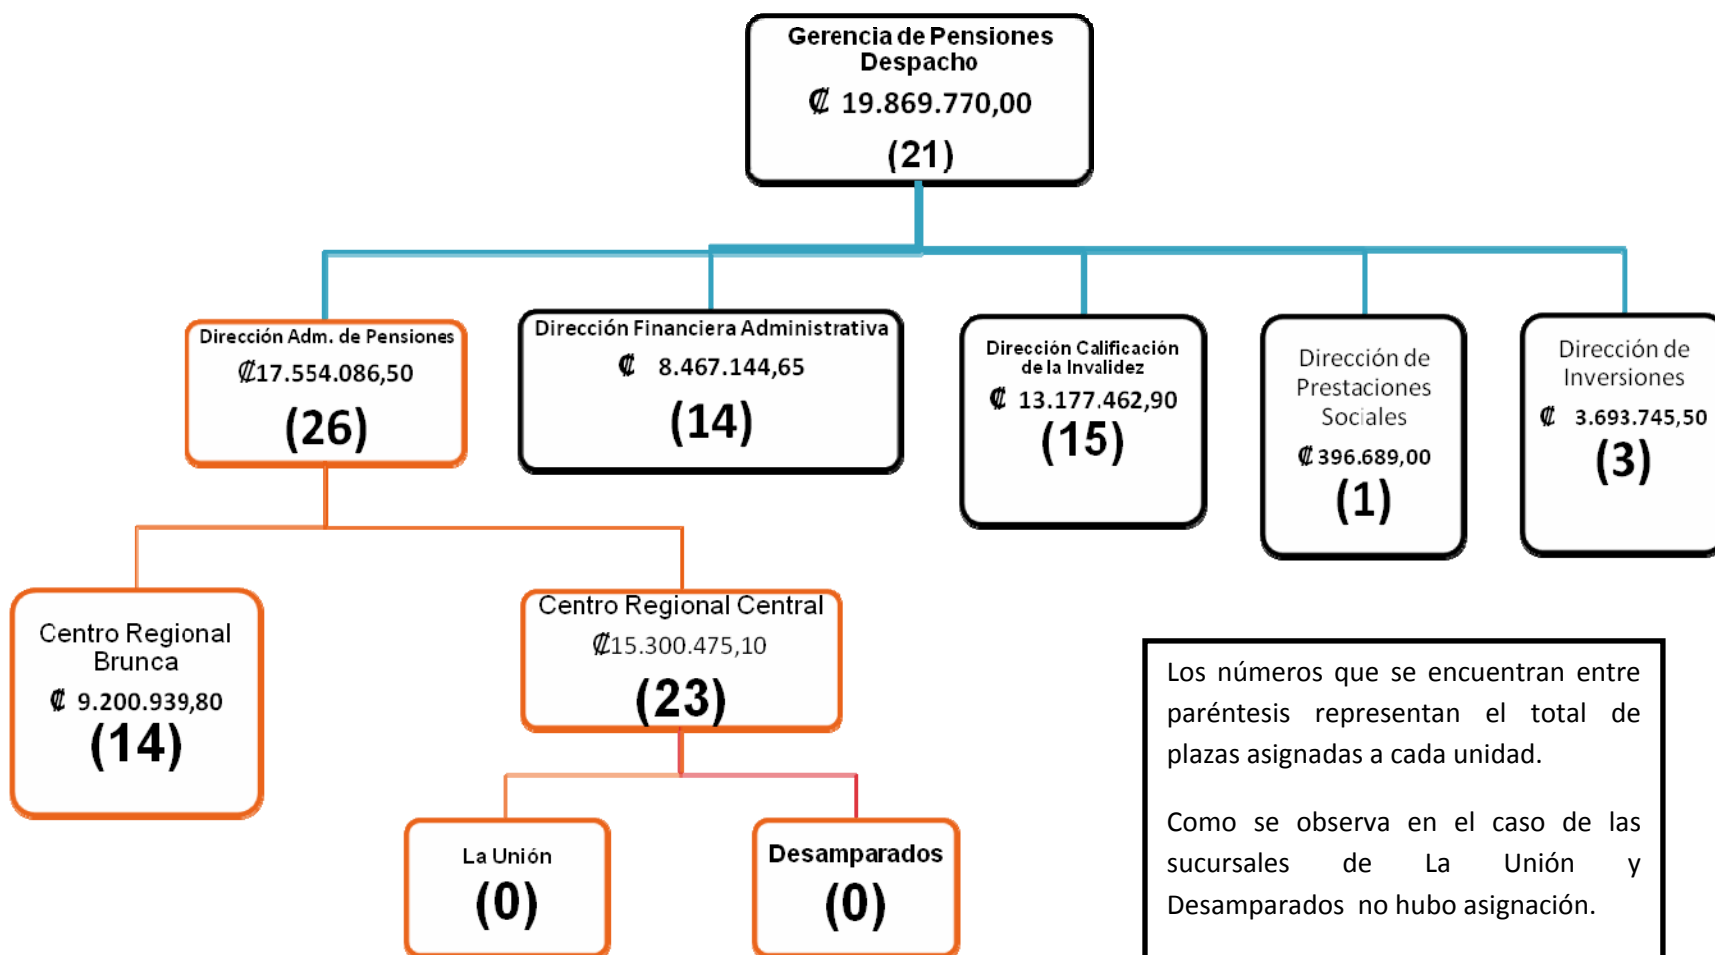 Gerencia de Pensiones
Despacho
₡ 19.869.770,00
(21)
Dirección Adm. de Pensiones
₡17.554.086,50
(26)
Dirección Financiera Administrativa
₡ 8.467.144,65
(14)
Dirección Calificación
de la Invalidez
₡ 13.177.462,90
(15)
Dirección de
Prestaciones
Sociales
₡ 396.689,00
(1)
Dirección de
Inversiones
₡ 3.693.745,50
(3)
Centro Regional
Brunca
₡ 9.200.939,80
(14)
Centro Regional Central
₡15.300.475,10
(23)
La Unión
(0)
Desamparados
(0)
Los números que se encuentran entre
paréntesis representan el total de
plazas asignadas a cada unidad.
Como se observa en el caso de las
sucursales de La Unión y
Desamparados no hubo asignación.